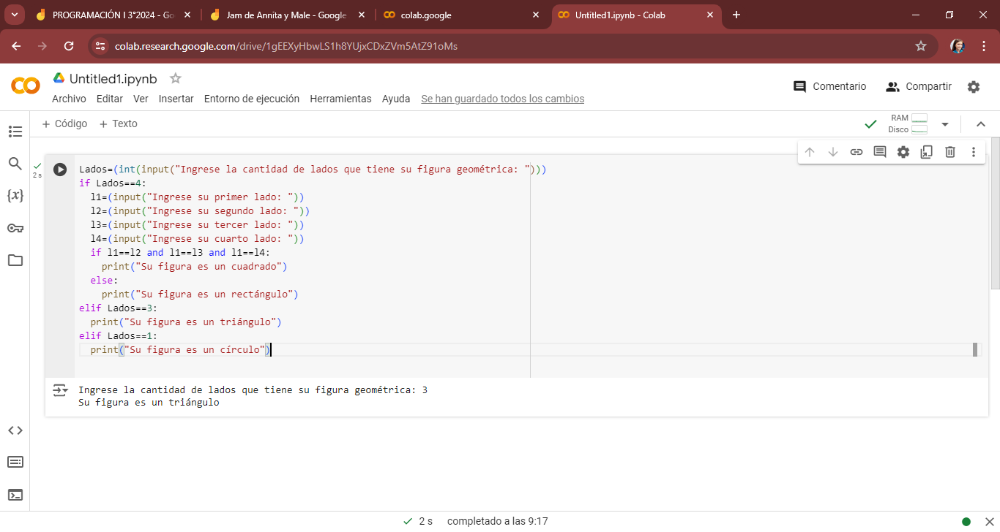 PROGRAMACIÓN I 3°2024 - Go
Jam de Annita y Male - Google
colab.google
Untitled1.ipynb - Colab
colab.research.google.com/drive/1gEEXyHbwLS1h8YUjxCDxZVm5AtZ91oMs
Untitled1.ipynb
Archivo Editar Ver Insertar Entorno de ejecución Herramientas Ayuda Se han guardado todos los cambios
Comentario Compartir
+ Código + Texto
RAM
Disco
2 s
Lados=(int(input("Ingrese la cantidad de lados que tiene su figura geométrica: ")))
if Lados==4:
  l1=(input("Ingrese su primer lado: "))
  l2=(input("Ingrese su segundo lado: "))
  l3=(input("Ingrese su tercer lado: "))
  l4=(input("Ingrese su cuarto lado: "))
  if l1==l2 and l1==l3 and l1==l4:
    print("Su figura es un cuadrado")
  else:
    print("Su figura es un rectángulo")
elif Lados==3:
  print("Su figura es un triángulo")
elif Lados==1:
  print("Su figura es un círculo")
Ingrese la cantidad de lados que tiene su figura geométrica: 3
Su figura es un triángulo
{x}
2 s completado a las 9:17